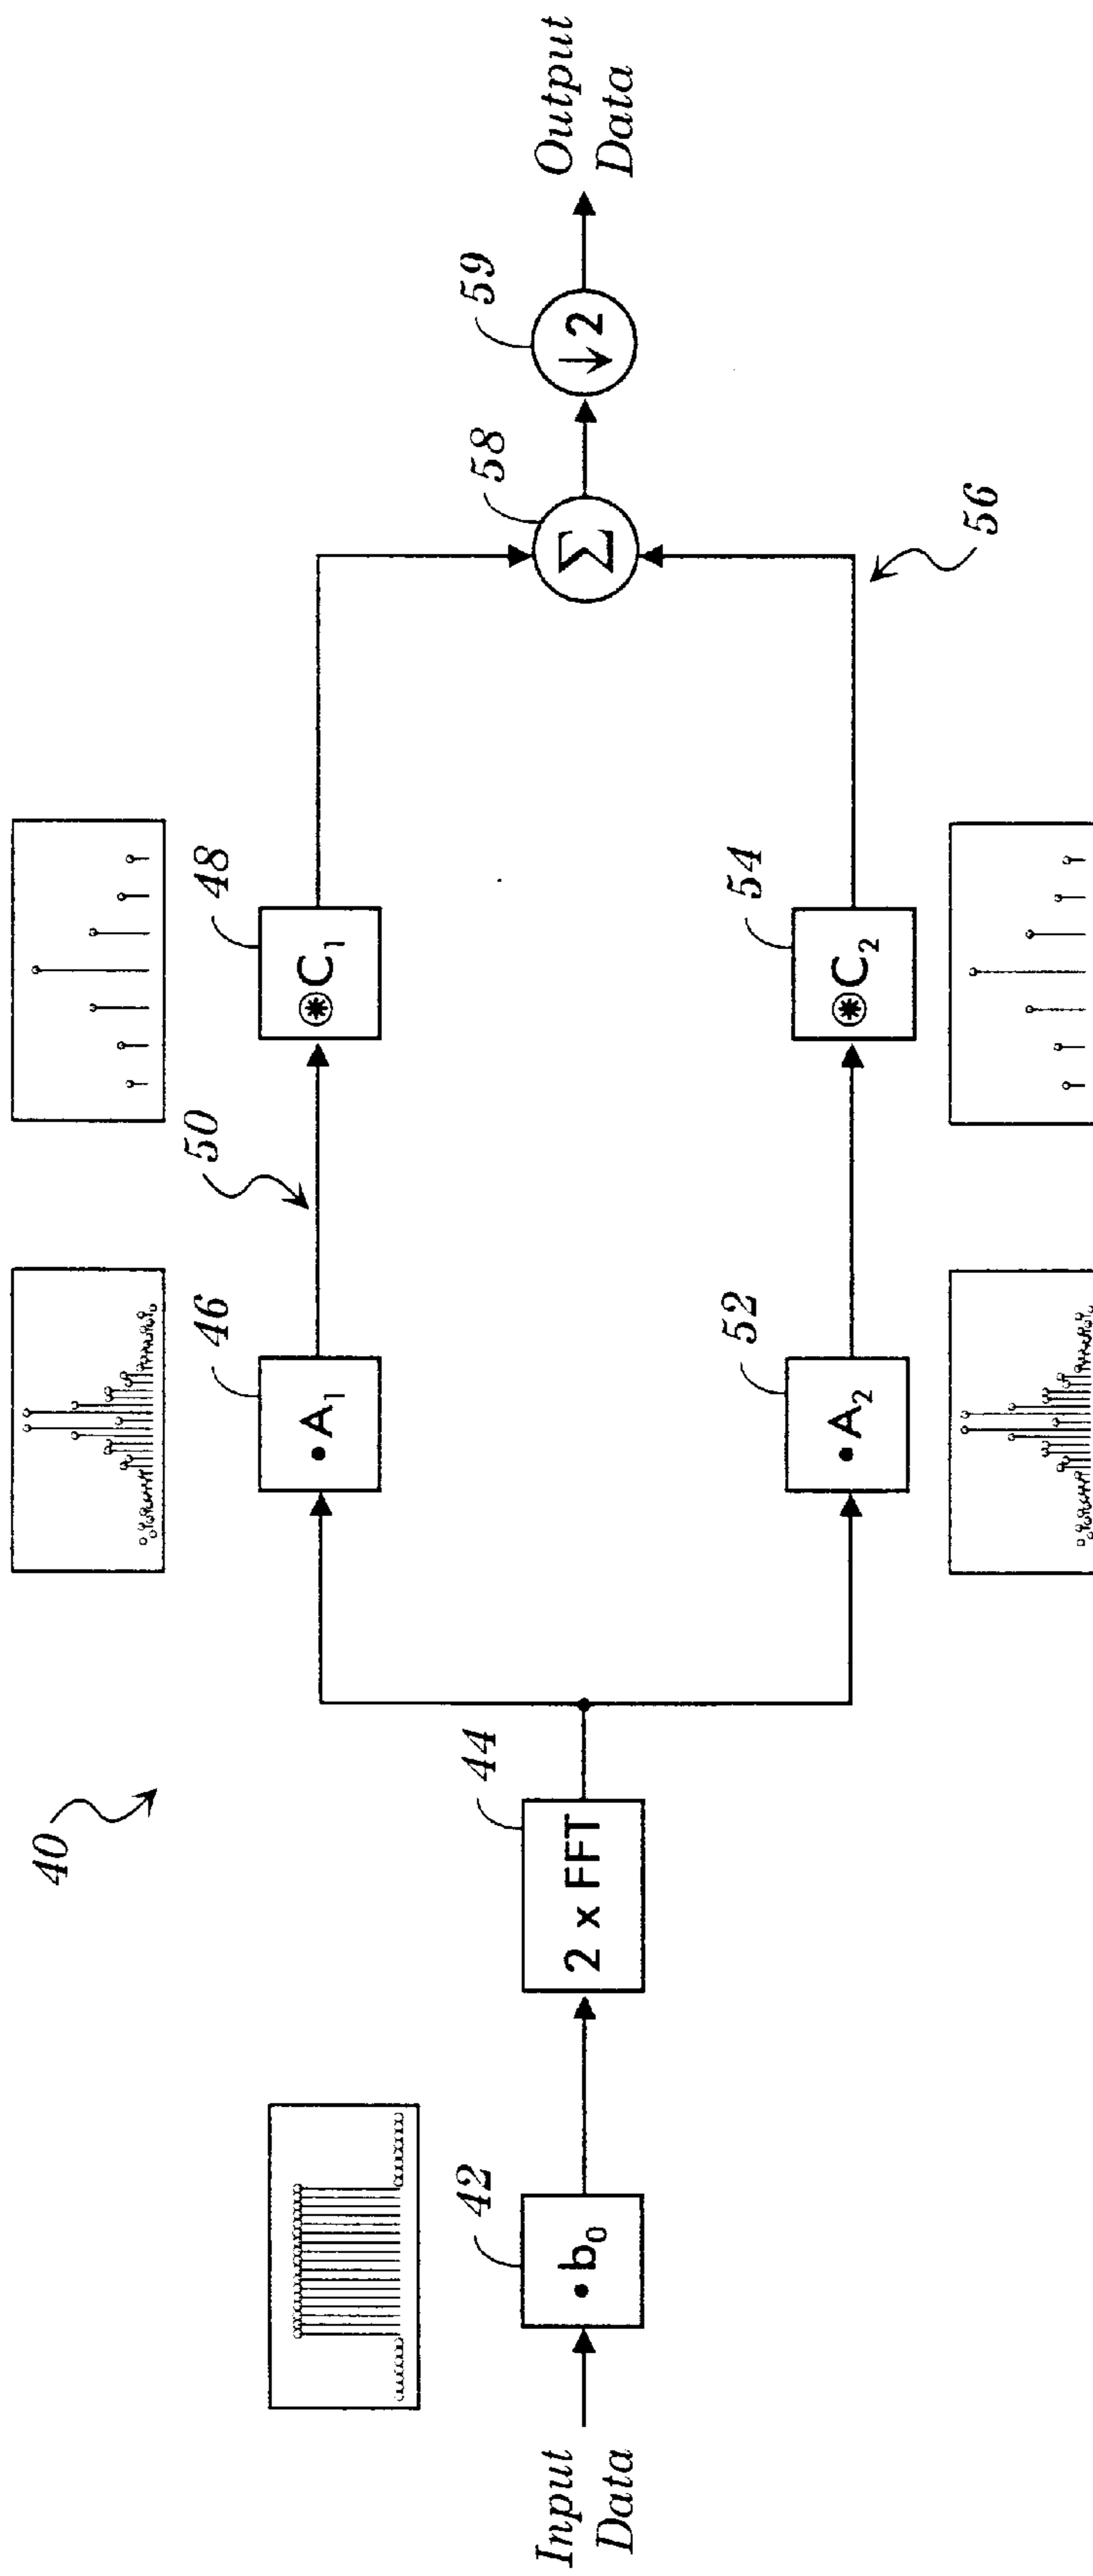 40
Input
Data
42
• b₀
44
2 x FFT
46
• A₁
50
48
⊛ C₁
52
• A₂
54
⊛ C₂
56
58
Σ
59
↓ 2
Output
Data